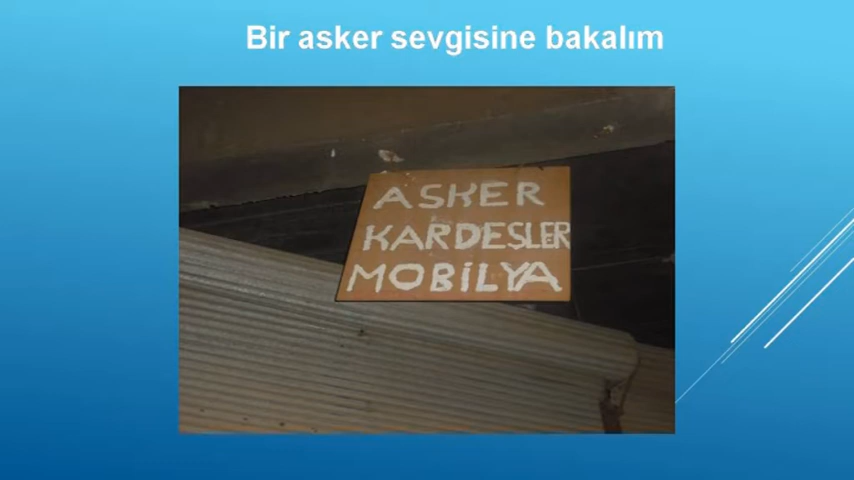 Bir asker sevgisine bakalım
ASKER
KARDESLER
MOBİLYA